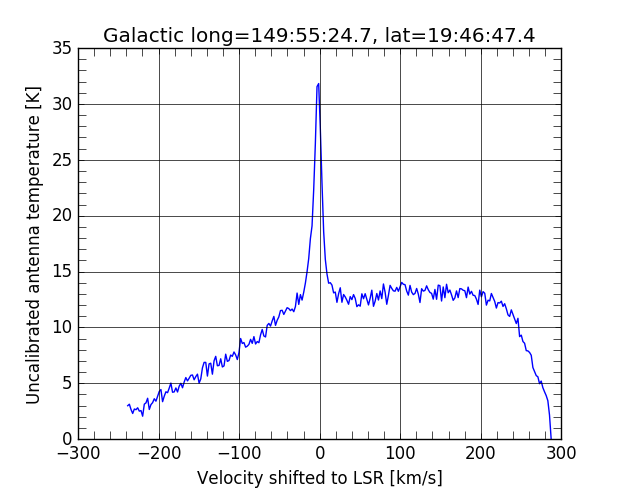 Galactic long=149:55:24.7, lat=19:46:47.4
35
30
25
20
15
10
5
0
Uncalibrated antenna temperature [K]
−300 −200 −100 0 100 200 300
Velocity shifted to LSR [km/s]